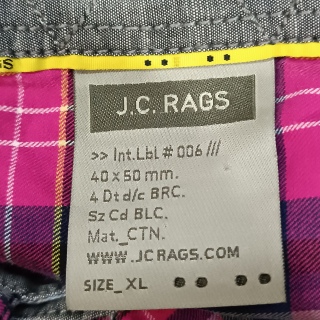 GS
J.C. RAGS
>> Int.Lbl # 006 ///
40 x 50 mm.
4 Dt d/c BRC.
Sz Cd BLC.
Mat._CTN.
WWW.JCRAGS.COM
SIZE_XL